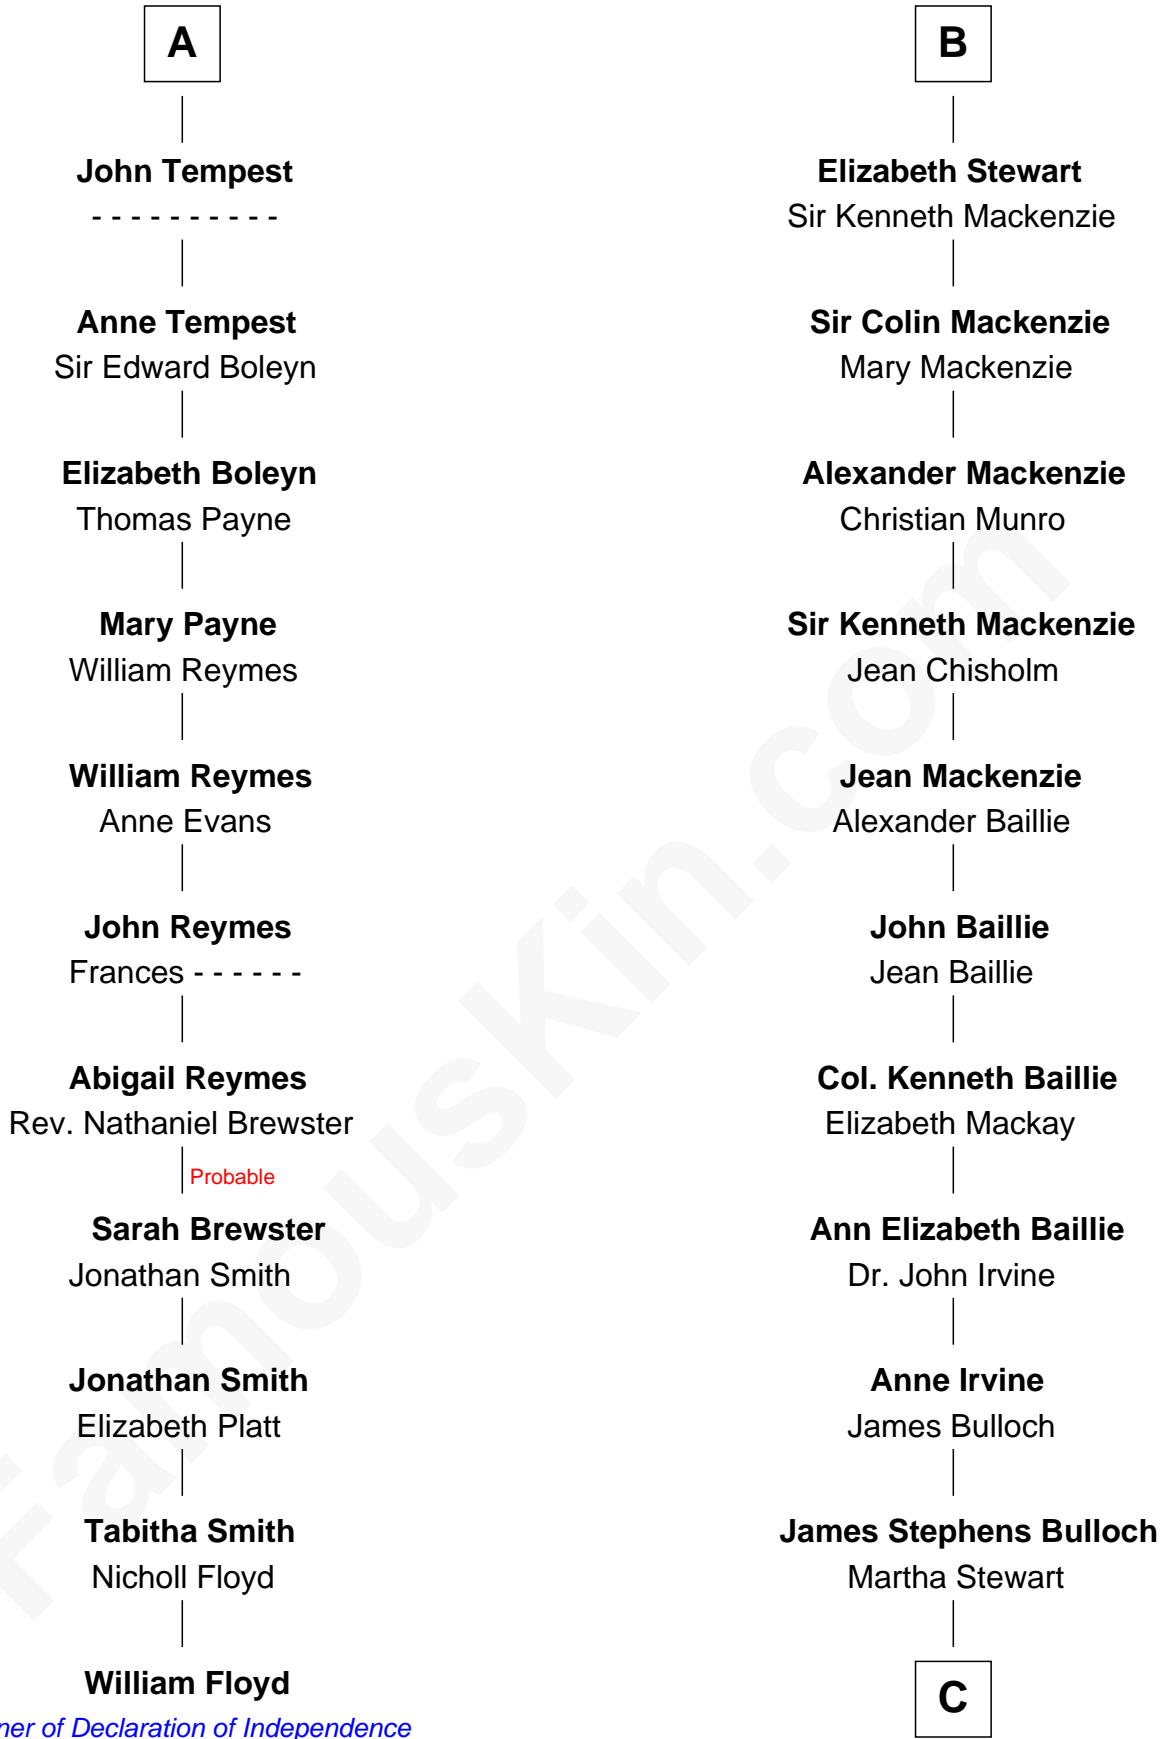 A
John Tempest
- - - - - - - - - -
Anne Tempest
Sir Edward Boleyn
Elizabeth Boleyn
Thomas Payne
Mary Payne
William Reymes
William Reymes
Anne Evans
John Reymes
Frances - - - - - -
Abigail Reymes
Rev. Nathaniel Brewster
Probable
Sarah Brewster
Jonathan Smith
Jonathan Smith
Elizabeth Platt
Tabitha Smith
Nicholl Floyd
William Floyd
ner of Declaration of Independence
B
Elizabeth Stewart
Sir Kenneth Mackenzie
Sir Colin Mackenzie
Mary Mackenzie
Alexander Mackenzie
Christian Munro
Sir Kenneth Mackenzie
Jean Chisholm
Jean Mackenzie
Alexander Baillie
John Baillie
Jean Baillie
Col. Kenneth Baillie
Elizabeth Mackay
Ann Elizabeth Baillie
Dr. John Irvine
Anne Irvine
James Bulloch
James Stephens Bulloch
Martha Stewart
C
FamousKin.com